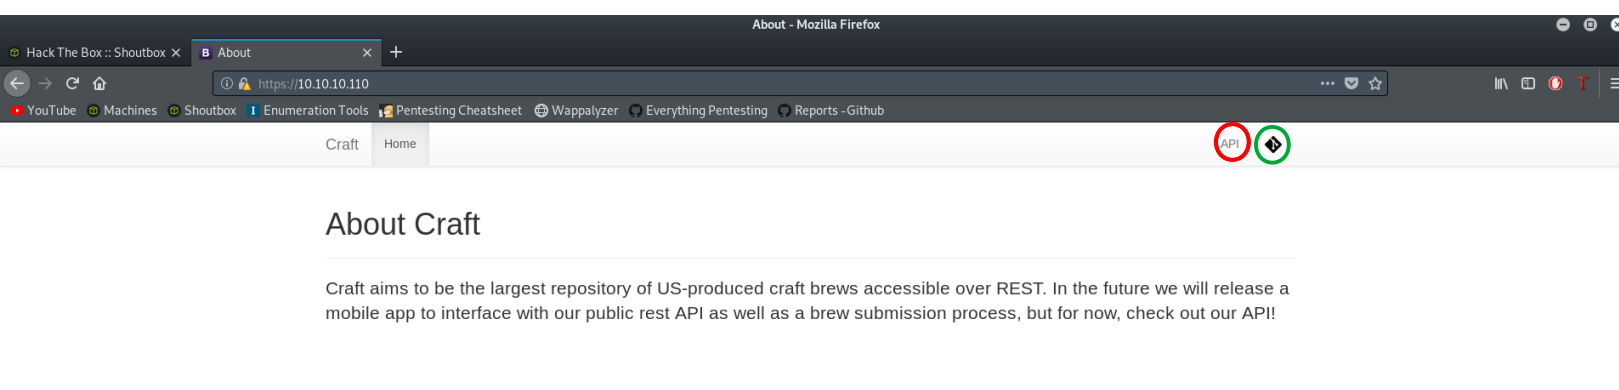 About - Mozilla Firefox
Hack The Box :: Shoutbox
B About
https://10.10.10.110
YouTube Machines Shoutbox I Enumeration Tools Pentesting Cheatsheet Wappalyzer Everything Pentesting Reports -Github
Craft Home API
About Craft
Craft aims to be the largest repository of US-produced craft brews accessible over REST. In the future we will release a
mobile app to interface with our public rest API as well as a brew submission process, but for now, check out our API!